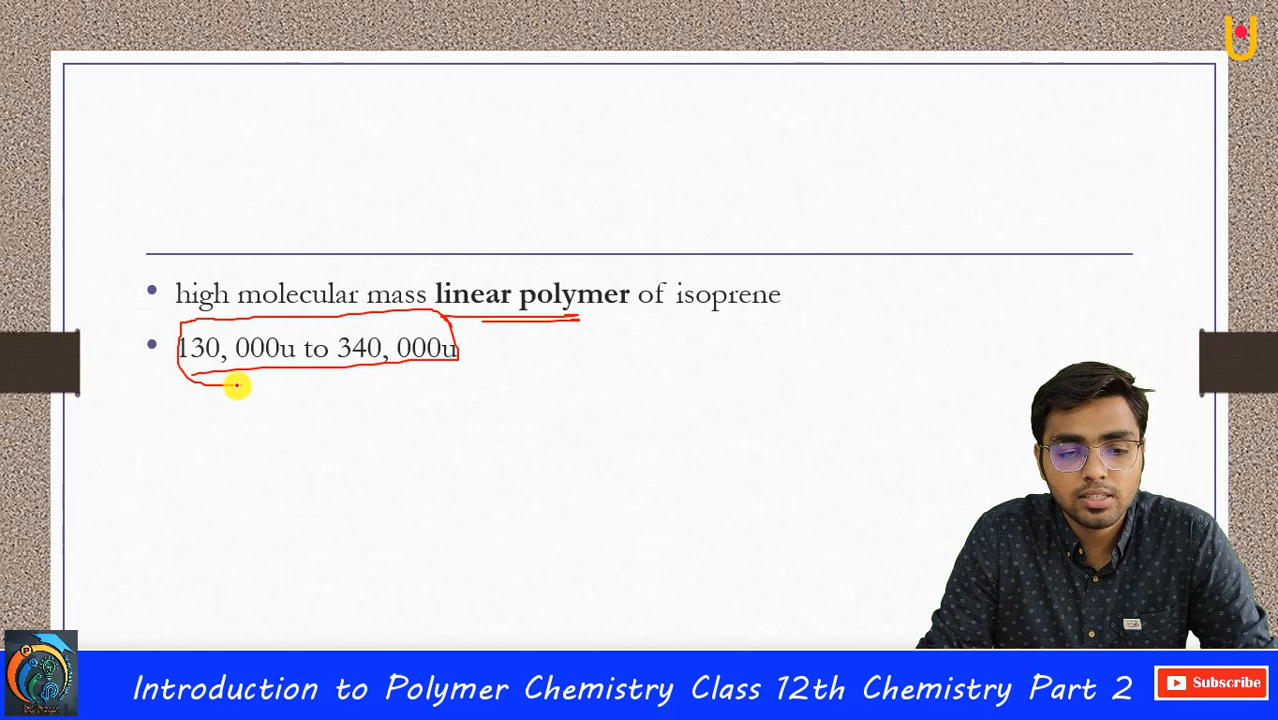 high molecular mass linear polymer of isoprene
130, 000u to 340, 000u
Introduction to Polymer Chemistry Class 12th Chemistry Part 2
Subscribe